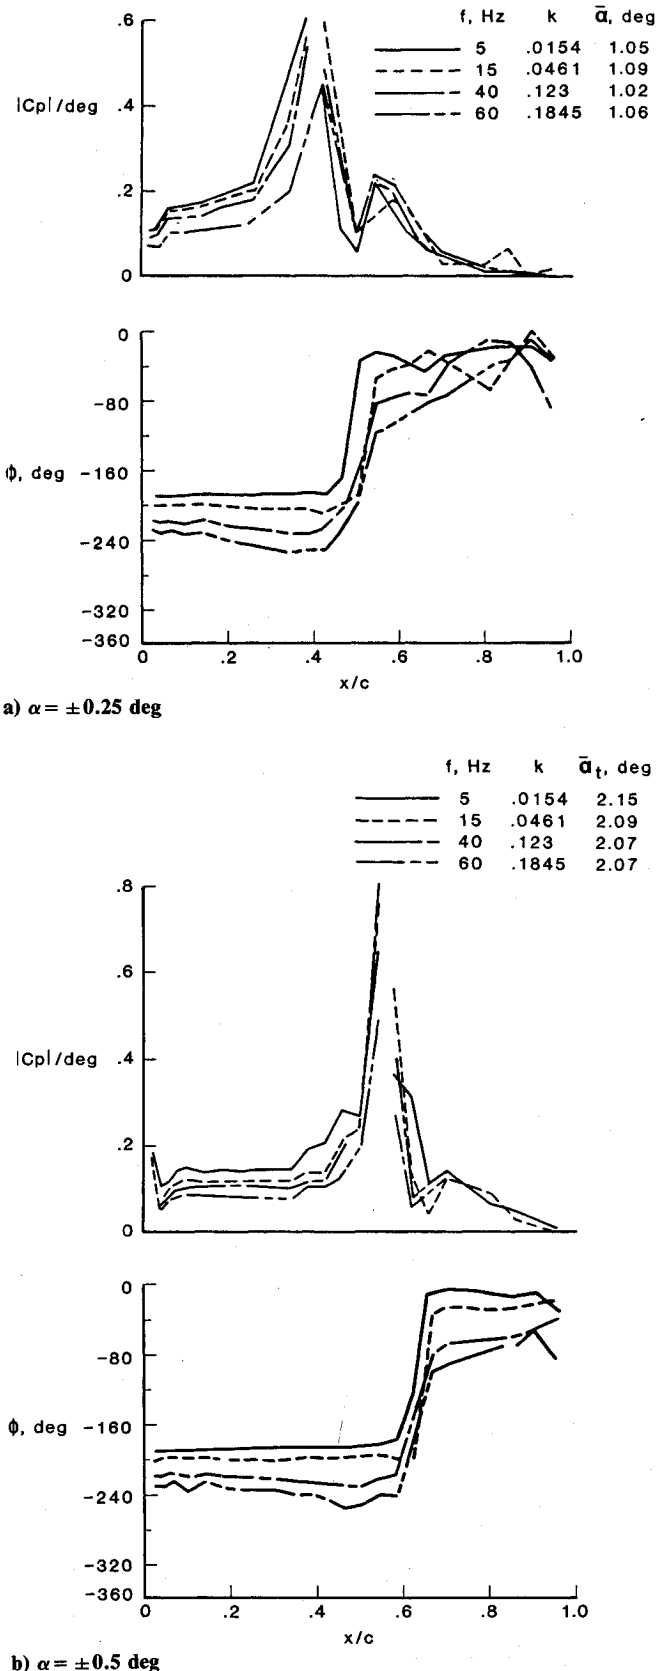 f, Hz k ᾱ, deg
5 .0154 1.05
15 .0461 1.09
40 .123 1.02
60 .1845 1.06
.6
|Cp|/deg .4
.2
0
0
-80
ϕ, deg -160
-240
-320
-360
0 .2 .4 .6 .8 1.0
x/c
a) α = ±0.25 deg
f, Hz k ᾱt, deg
5 .0154 2.15
15 .0461 2.09
40 .123 2.07
60 .1845 2.07
.8
.6
|Cp|/deg .4
.2
0
0
-80
ϕ, deg -160
-240
-320
-360
0 .2 .4 .6 .8 1.0
x/c
b) α = ±0.5 deg